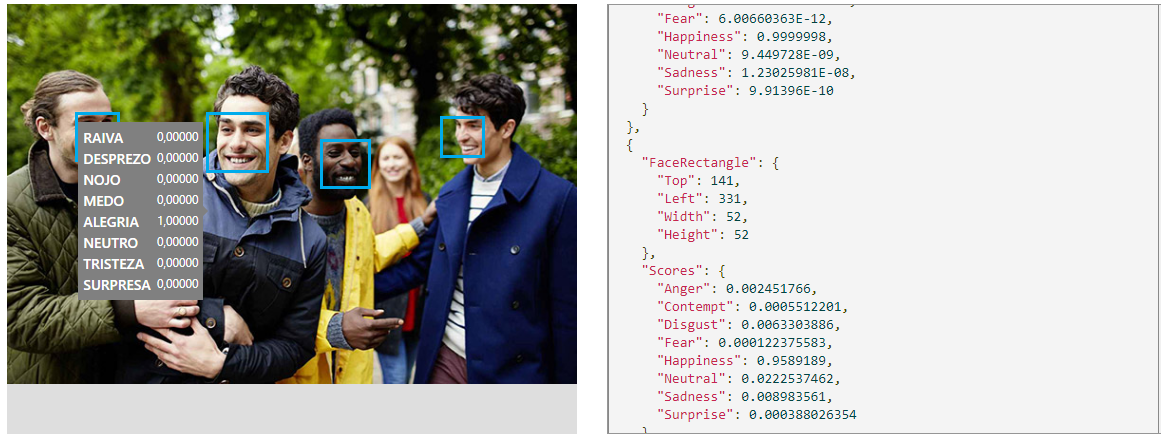 RAIVA 0,00000
DESPREZO 0,00000
NOJO 0,00000
MEDO 0,00000
ALEGRIA 1,00000
NEUTRO 0,00000
TRISTEZA 0,00000
SURPRESA 0,00000
"Fear": 6.00660363E-12,
"Happiness": 0.9999998,
"Neutral": 9.449728E-09,
"Sadness": 1.23025981E-08,
"Surprise": 9.91396E-10
}
},
{
"FaceRectangle": {
"Top": 141,
"Left": 331,
"Width": 52,
"Height": 52
},
"Scores": {
"Anger": 0.002451766,
"Contempt": 0.0005512201,
"Disgust": 0.0063303886,
"Fear": 0.000122375583,
"Happiness": 0.9589189,
"Neutral": 0.0222537462,
"Sadness": 0.008983561,
"Surprise": 0.000388026354
}